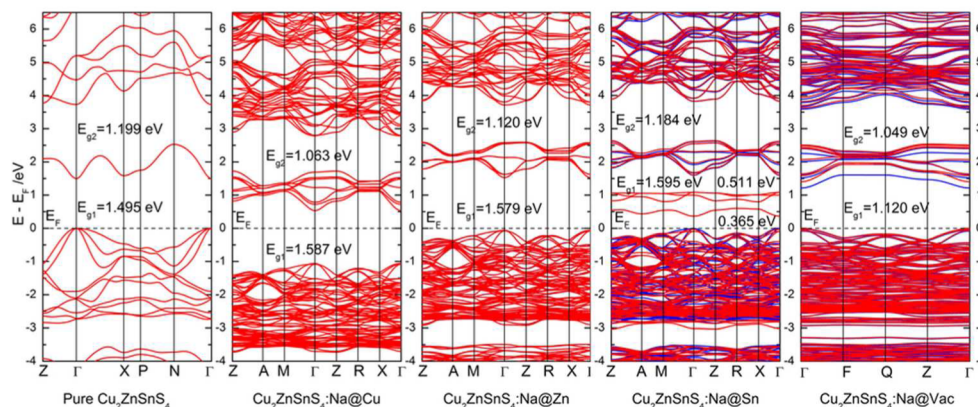 E - E_F /eV
6
5
4
3
2
1
0
-1
-2
-3
-4
E_g2=1.199 eV
E_g1=1.495 eV
E_F
Z Γ X P N Γ
Pure Cu₂ZnSnS₄
E_g2=1.063 eV
E_F
E_g1=1.587 eV
Z A M Γ Z R X Γ
Cu₂ZnSnS₄:Na@Cu
E_g2=1.120 eV
E_g1=1.579 eV
E_F
Z A M Γ Z R X Γ
Cu₂ZnSnS₄:Na@Zn
E_g2=1.184 eV
E_g1=1.595 eV 0.511 eV
E_F 0.365 eV
Z A M Γ Z R X Γ
Cu₂ZnSnS₄:Na@Sn
E_g2=1.049 eV
E_g1=1.120 eV
E_F
Γ F Q Z Γ
Cu₂ZnSnS₄:Na@Vac